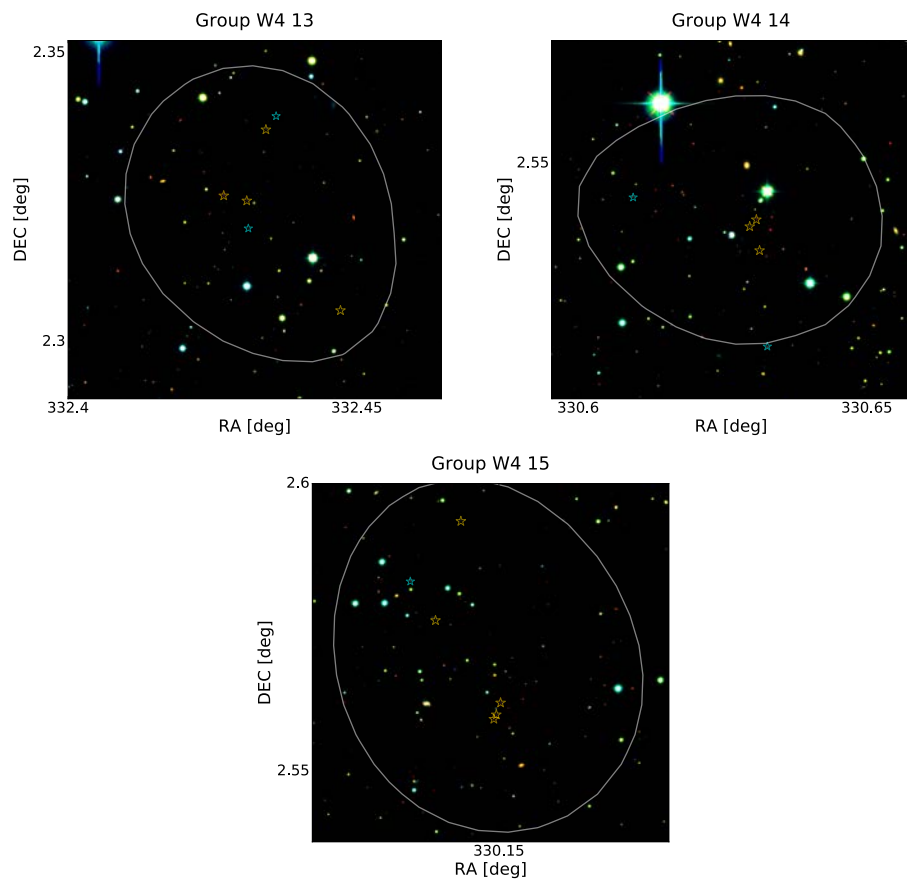 Group W4 13
2.35
2.3
DEC [deg]
332.4
332.45
RA [deg]
Group W4 14
2.55
DEC [deg]
330.6
330.65
RA [deg]
Group W4 15
2.6
2.55
DEC [deg]
330.15
RA [deg]